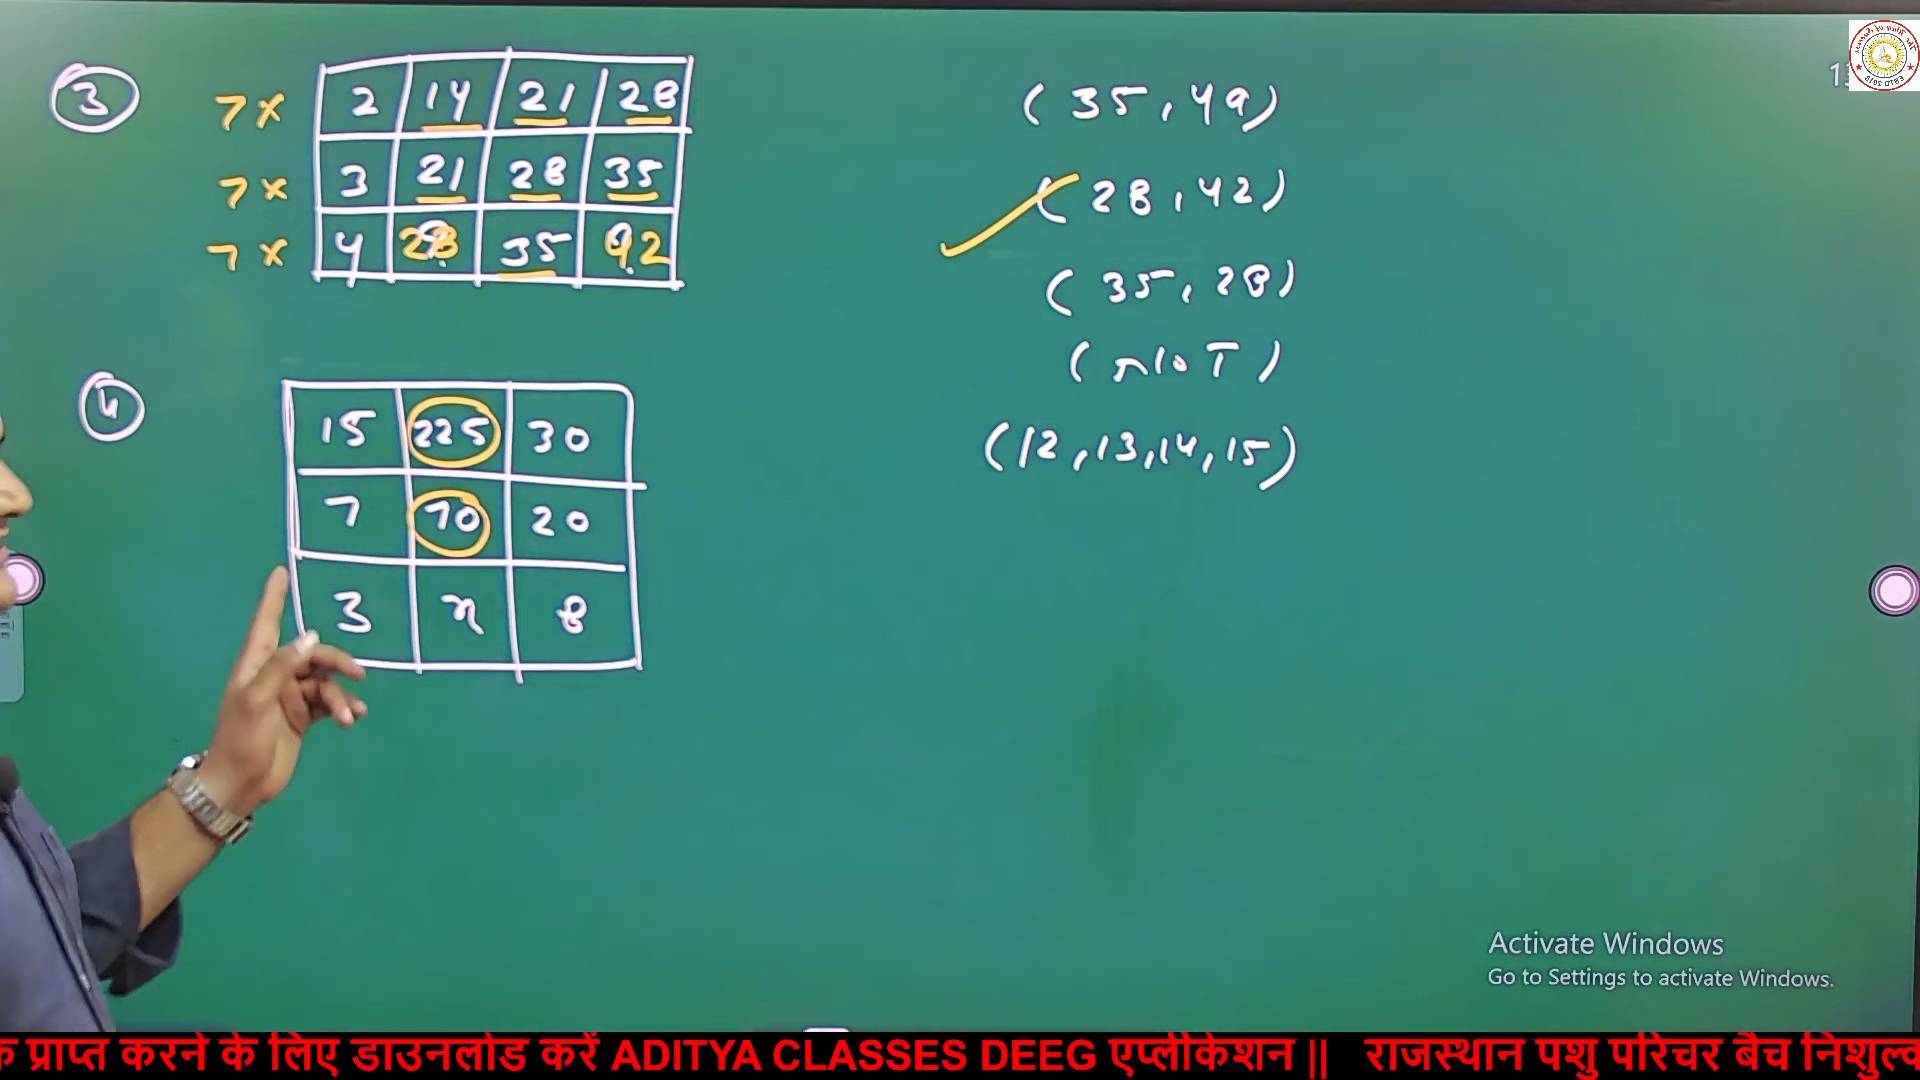 3
7 x 2 14 21 28
7 x 3 21 28 35
7 x 4 28 35 42
(35, 49)
(28, 42)
(35, 28)
(12, 13, 14, 15)
4
15 225 30
7 70 20
3 x 8
Activate Windows
Go to Settings to activate Windows.
प्राप्त करने के लिए डाउनलोड करें ADITYA CLASSES DEEG एप्लीकेशन || राजस्थान पशु परिचर बैच